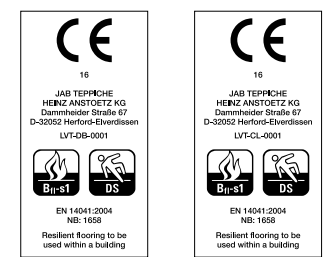 CE
16
JAB TEPPICHE
HEINZ ANSTOETZ KG
Dammheider Straße 67
D-32052 Herford-Elverdissen
LVT-DB-0001
Bfl-s1
DS
EN 14041:2004
NB: 1658
Resilient flooring to be
used within a building
CE
16
JAB TEPPICHE
HEINZ ANSTOETZ KG
Dammheider Straße 67
D-32052 Herford-Elverdissen
LVT-CL-0001
Bfl-s1
DS
EN 14041:2004
NB: 1658
Resilient flooring to be
used within a building